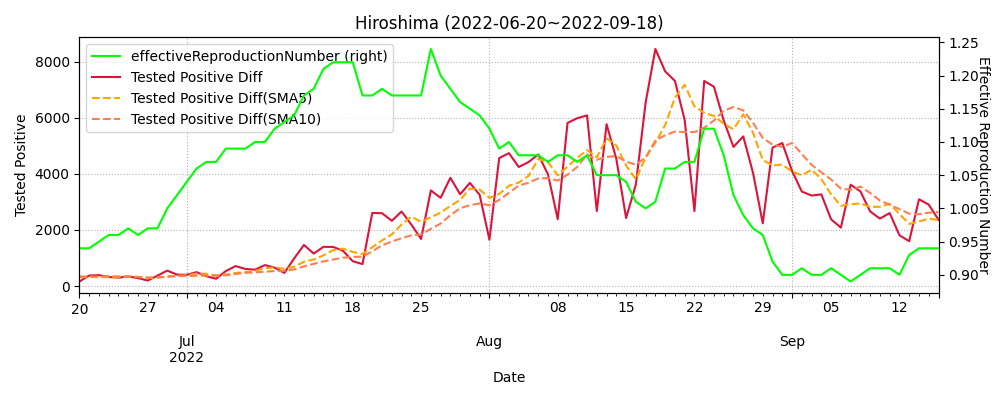 Hiroshima (2022-06-20~2022-09-18)
effectiveReproductionNumber (right)
Tested Positive Diff
Tested Positive Diff(SMA5)
Tested Positive Diff(SMA10)
Tested Positive
8000
6000
4000
2000
0
1.25
1.20
1.15
1.10
1.05
1.00
0.95
0.90
Effective Reproduction Number
20 27 04 11 18 25 08 15 22 29 05 12
Jul Aug Sep
2022
Date